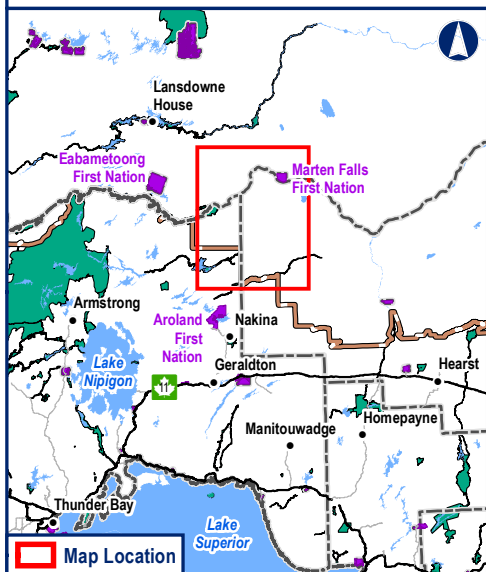 Lansdowne
House
Eabametoong
First Nation
Marten Falls
First Nation
Armstrong
Aroland
First
Nation
Nakina
Lake
Nipigon
11
Geraldton
Hearst
Manitouwadge
Homepayne
Thunder Bay
Lake
Superior
Map Location